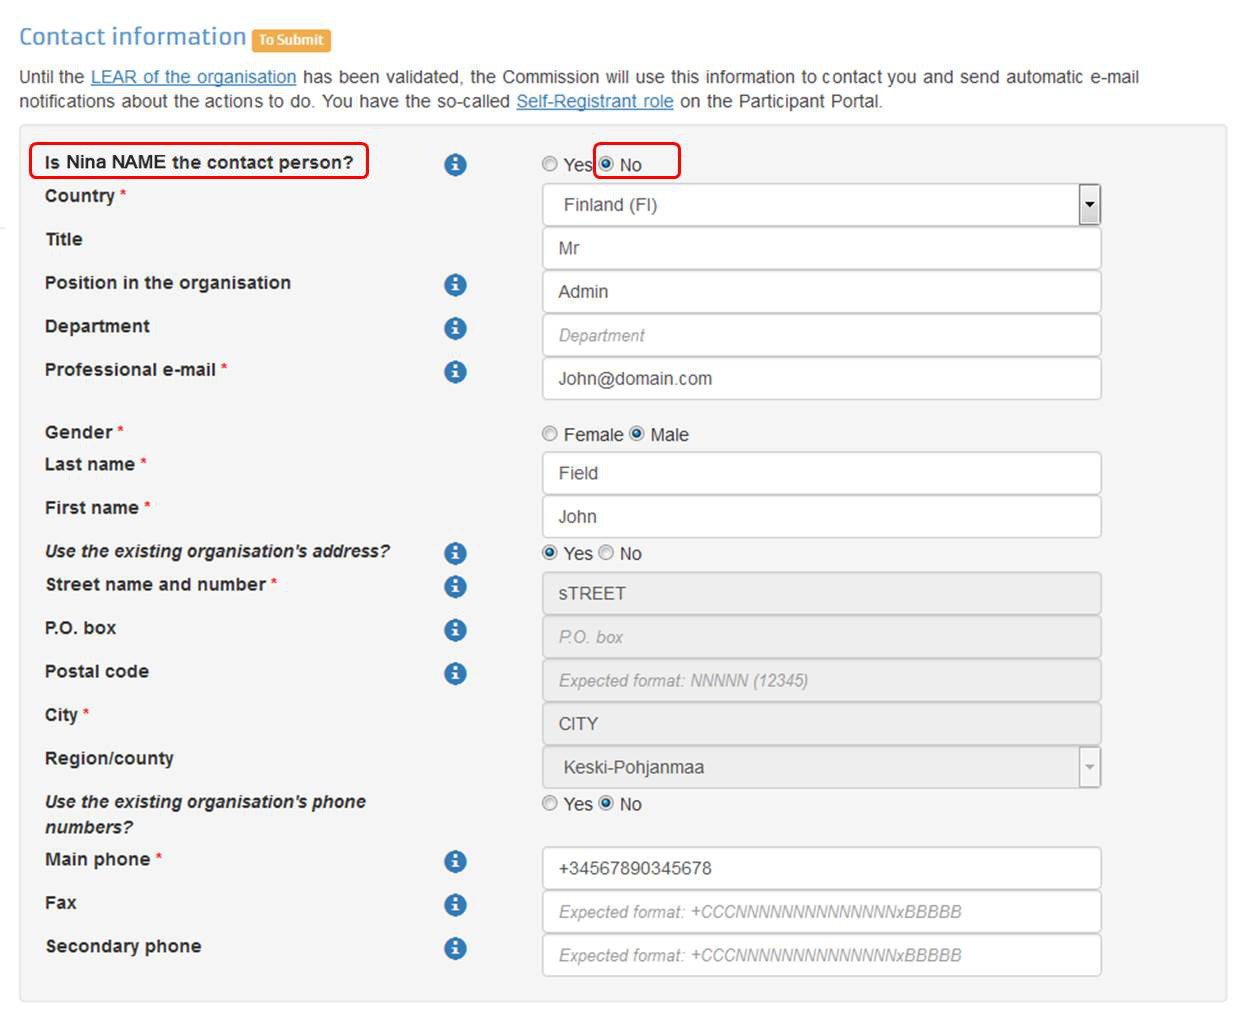 Contact information To Submit
Until the LEAR of the organisation has been validated, the Commission will use this information to contact you and send automatic e-mail
notifications about the actions to do. You have the so-called Self-Registrant role on the Participant Portal.
Is Nina NAME the contact person? Yes No
Country * Finland (FI)
Title Mr
Position in the organisation Admin
Department Department
Professional e-mail * John@domain.com
Gender * Female Male
Last name * Field
First name * John
Use the existing organisation's address? Yes No
Street name and number * sTREET
P.O. box P.O. box
Postal code Expected format: NNNNN (12345)
City * CITY
Region/county Keski-Pohjanmaa
Use the existing organisation's phone
numbers? Yes No
Main phone * +34567890345678
Fax Expected format: +CCCNNNNNNNNNNNNNNxBBBBB
Secondary phone Expected format: +CCCNNNNNNNNNNNNNNxBBBBB